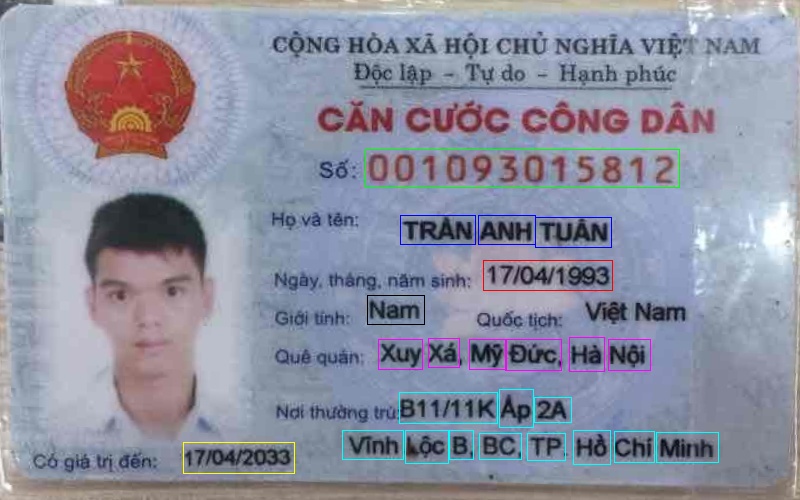 CỘNG HÒA XÃ HỘI CHỦ NGHĨA VIỆT NAM
Độc lập - Tự do - Hạnh phúc
CĂN CƯỚC CÔNG DÂN
Số: 001093015812
Họ và tên: TRẦN ANH TUẤN
Ngày, tháng, năm sinh: 17/04/1993
Giới tính: Nam Quốc tịch: Việt Nam
Quê quán: Xuy Xá, Mỹ Đức, Hà Nội
Nơi thường trú: B11/11K Ấp 2A
Vĩnh Lộc B, BC, TP. Hồ Chí Minh
Có giá trị đến: 17/04/2033